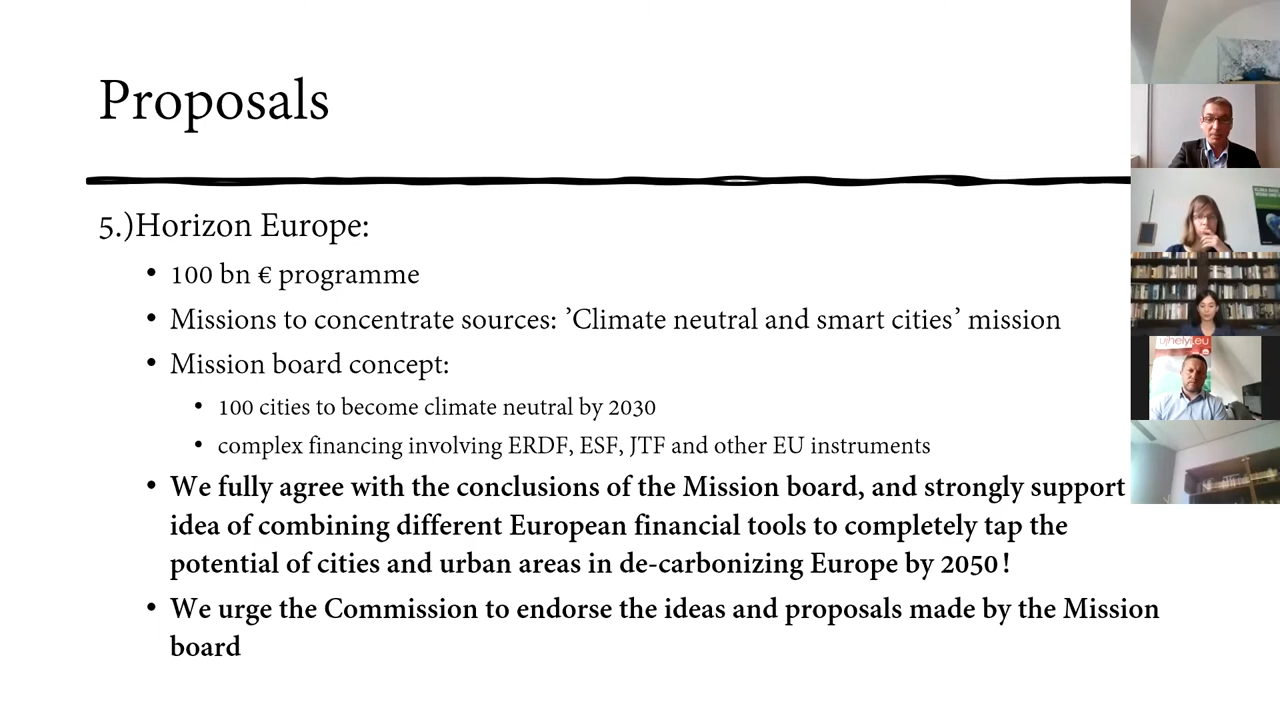 Proposals
5.)Horizon Europe:
• 100 bn € programme
• Missions to concentrate sources: ’Climate neutral and smart cities’ mission
• Mission board concept:
• 100 cities to become climate neutral by 2030
• complex financing involving ERDF, ESF, JTF and other EU instruments
• We fully agree with the conclusions of the Mission board, and strongly support
idea of combining different European financial tools to completely tap the
potential of cities and urban areas in de-carbonizing Europe by 2050 !
• We urge the Commission to endorse the ideas and proposals made by the Mission
board
ujhelyi.eu